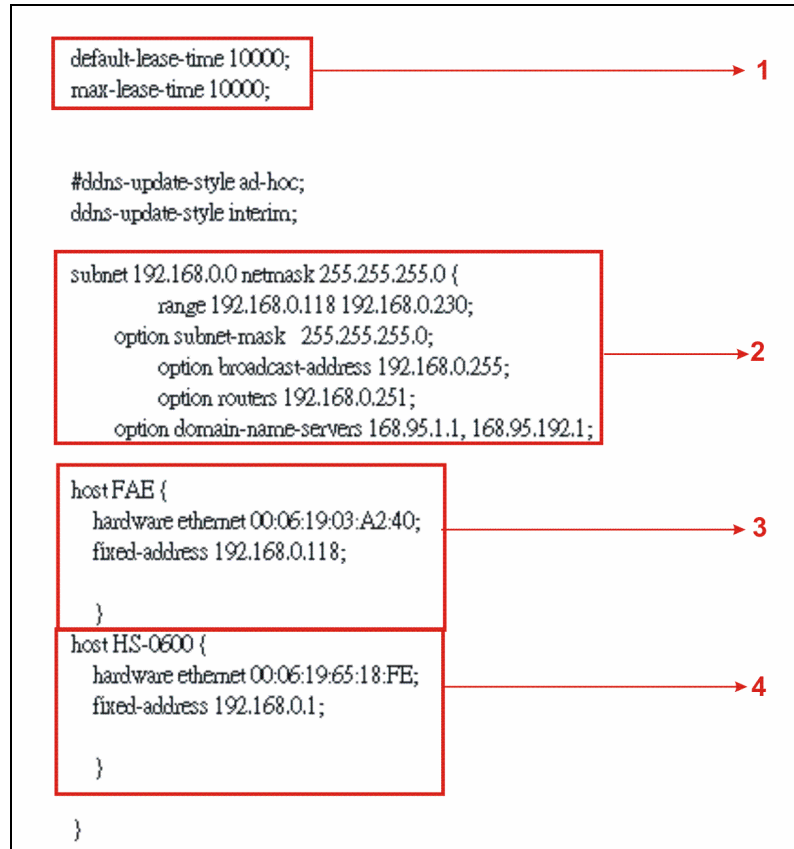 default-lease-time 10000;
max-lease-time 10000;
1
#ddns-update-style ad-hoc;
ddns-update-style interim;
subnet 192.168.0.0 netmask 255.255.255.0 {
range 192.168.0.118 192.168.0.230;
option subnet-mask 255.255.255.0;
option broadcast-address 192.168.0.255;
option routers 192.168.0.251;
option domain-name-servers 168.95.1.1, 168.95.192.1;
2
host FAE {
hardware ethernet 00:06:19:03:A2:40;
fixed-address 192.168.0.118;
}
3
host HS-0600 {
hardware ethernet 00:06:19:65:18:FE;
fixed-address 192.168.0.1;
}
4
}